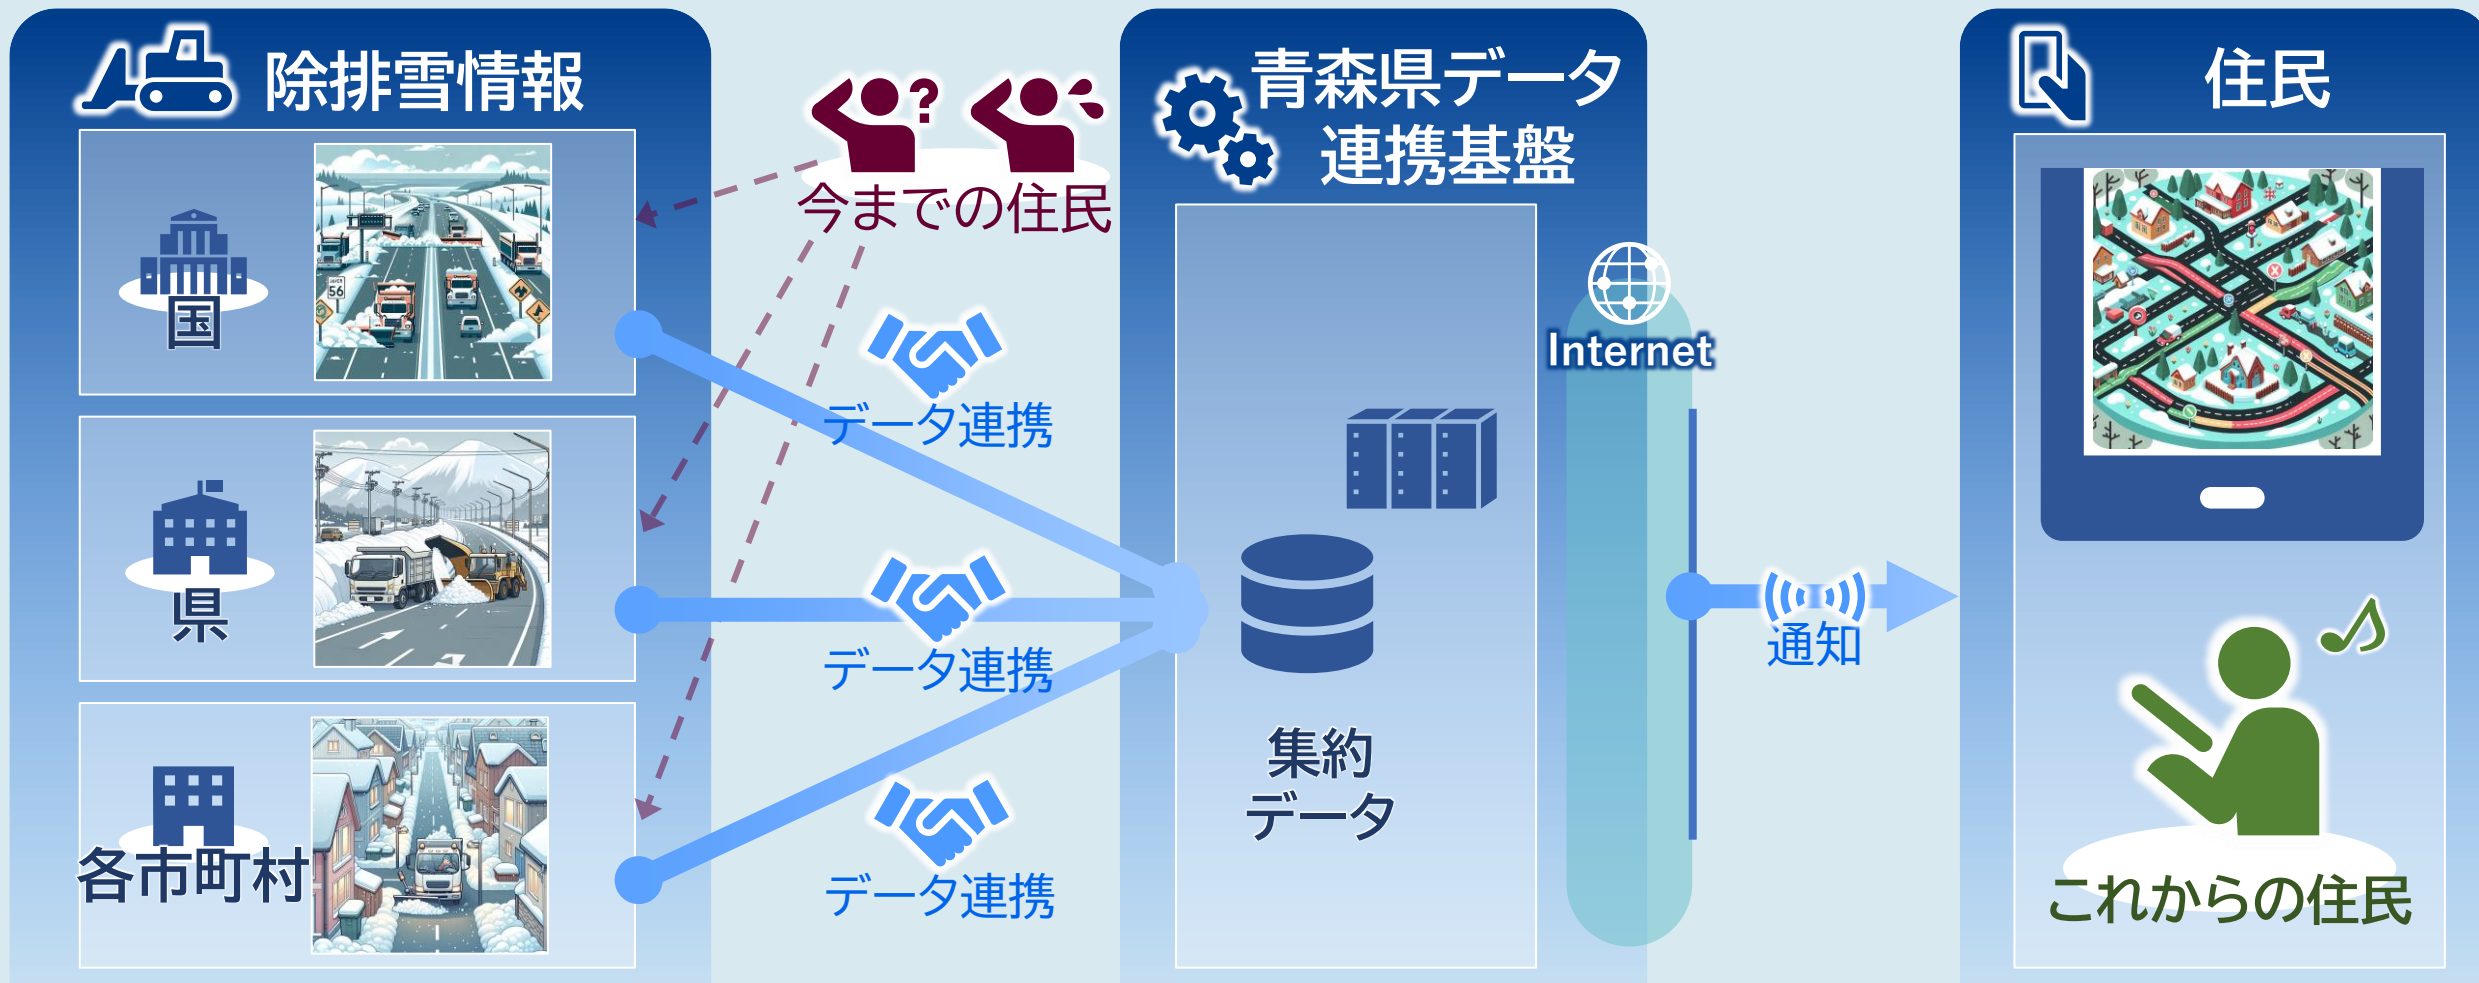 除排雪情報
国
県
各市町村
今までの住民
?
データ連携
データ連携
データ連携
青森県データ
連携基盤
集約
データ
Internet
通知
住民
これからの住民
56